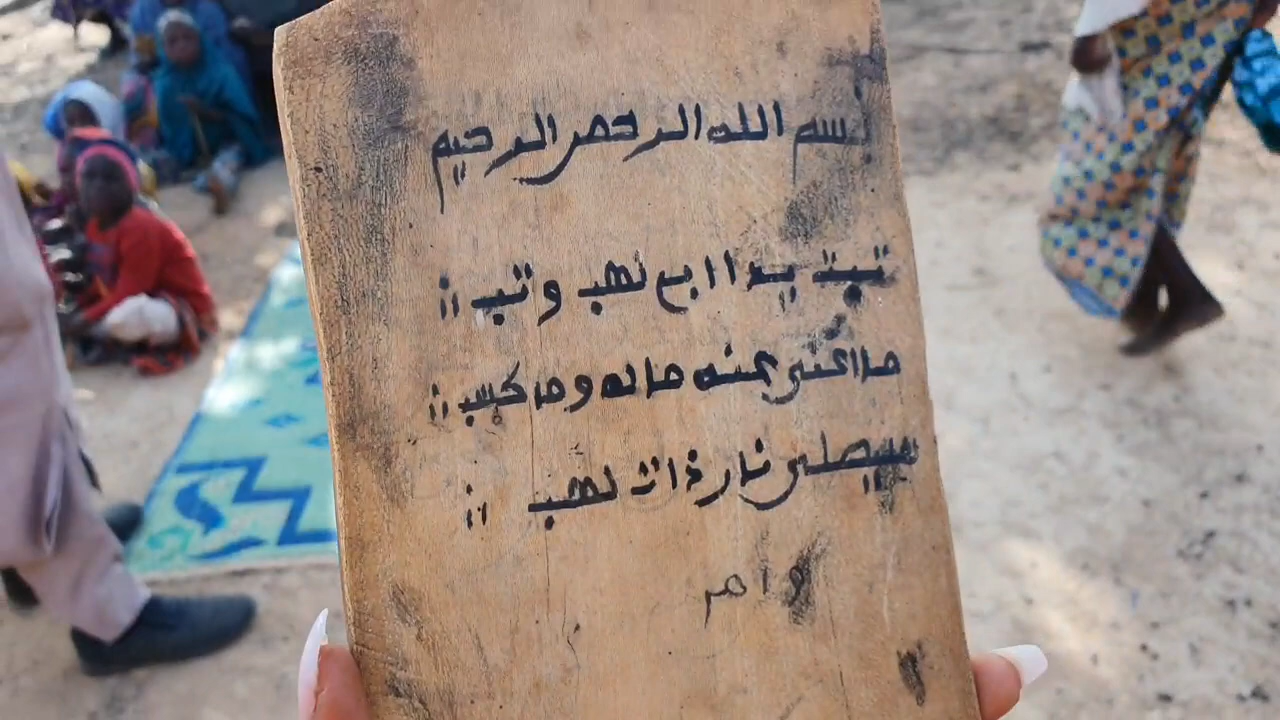 بسم الله الرحمن الرحيم
تبت يدا ابي لهب وتب
ما اغنى عنه ماله وما كسب
سيصلى نارا ذات لهب
وامر